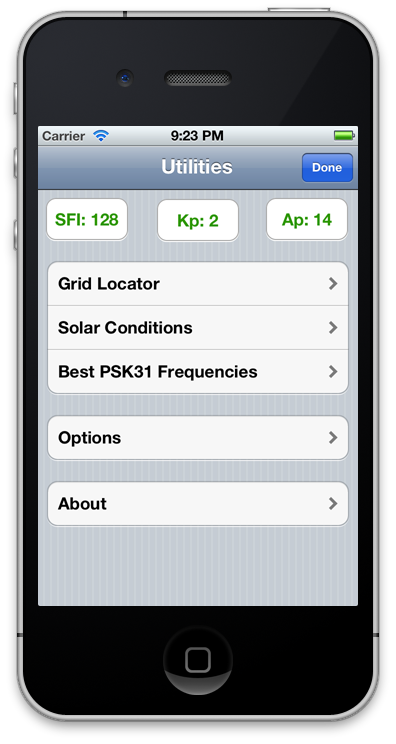 Carrier 9:23 PM
Utilities Done
SFI: 128 Kp: 2 Ap: 14
Grid Locator
Solar Conditions
Best PSK31 Frequencies
Options
About